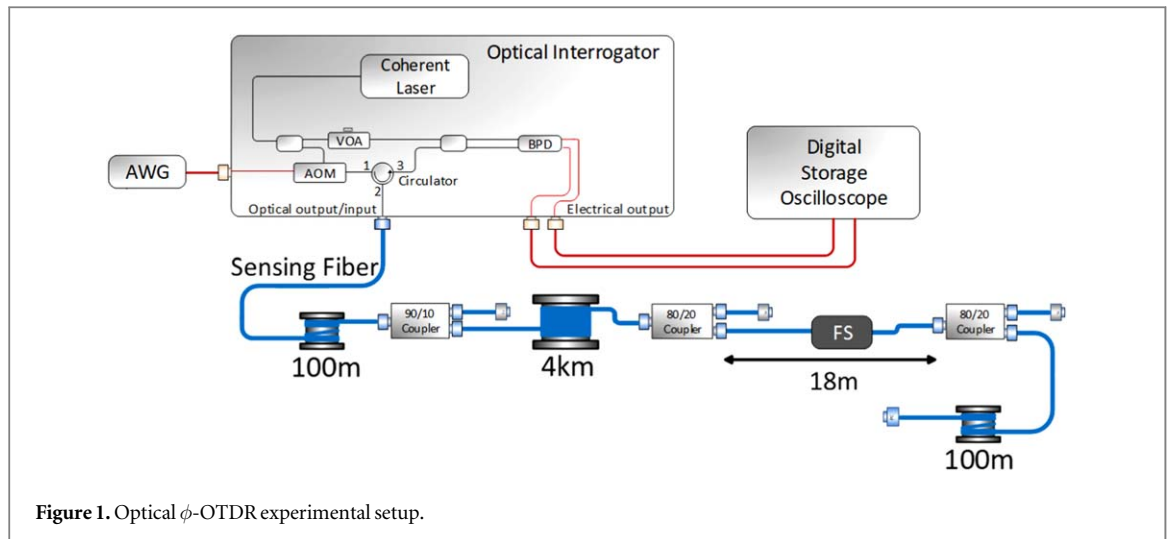 Optical Interrogator
Coherent
Laser
VOA
BPD
AWG
AOM
1
3
2
Circulator
Optical output/input
Electrical output
Digital
Storage
Oscilloscope
Sensing Fiber
90/10
Coupler
80/20
Coupler
FS
80/20
Coupler
100m
4km
18m
100m
Figure 1. Optical ϕ-OTDR experimental setup.